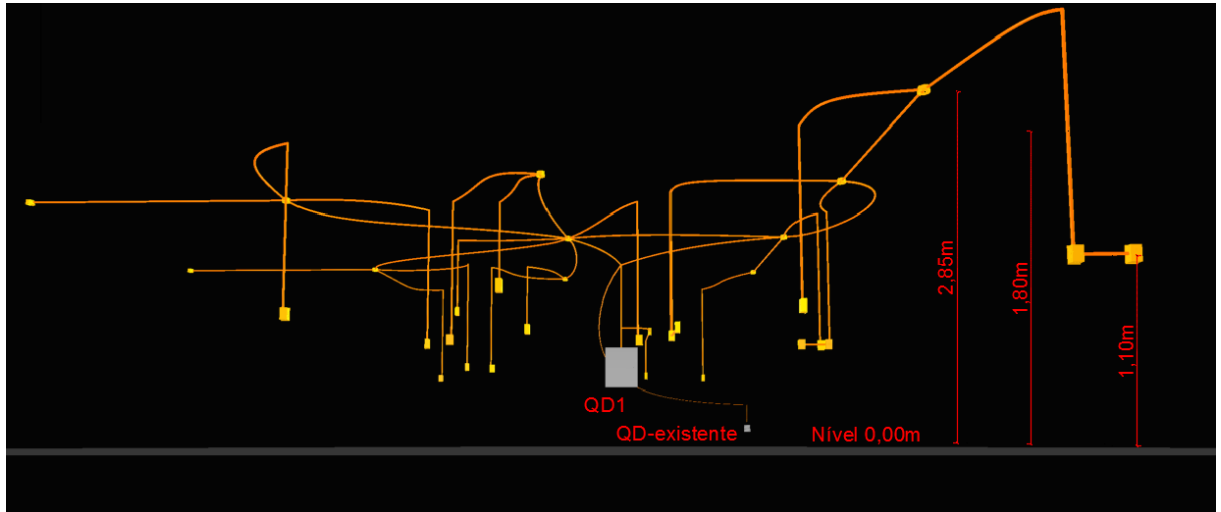 2,85m
1,80m
1,10m
QD1
QD-existente
Nível 0,00m